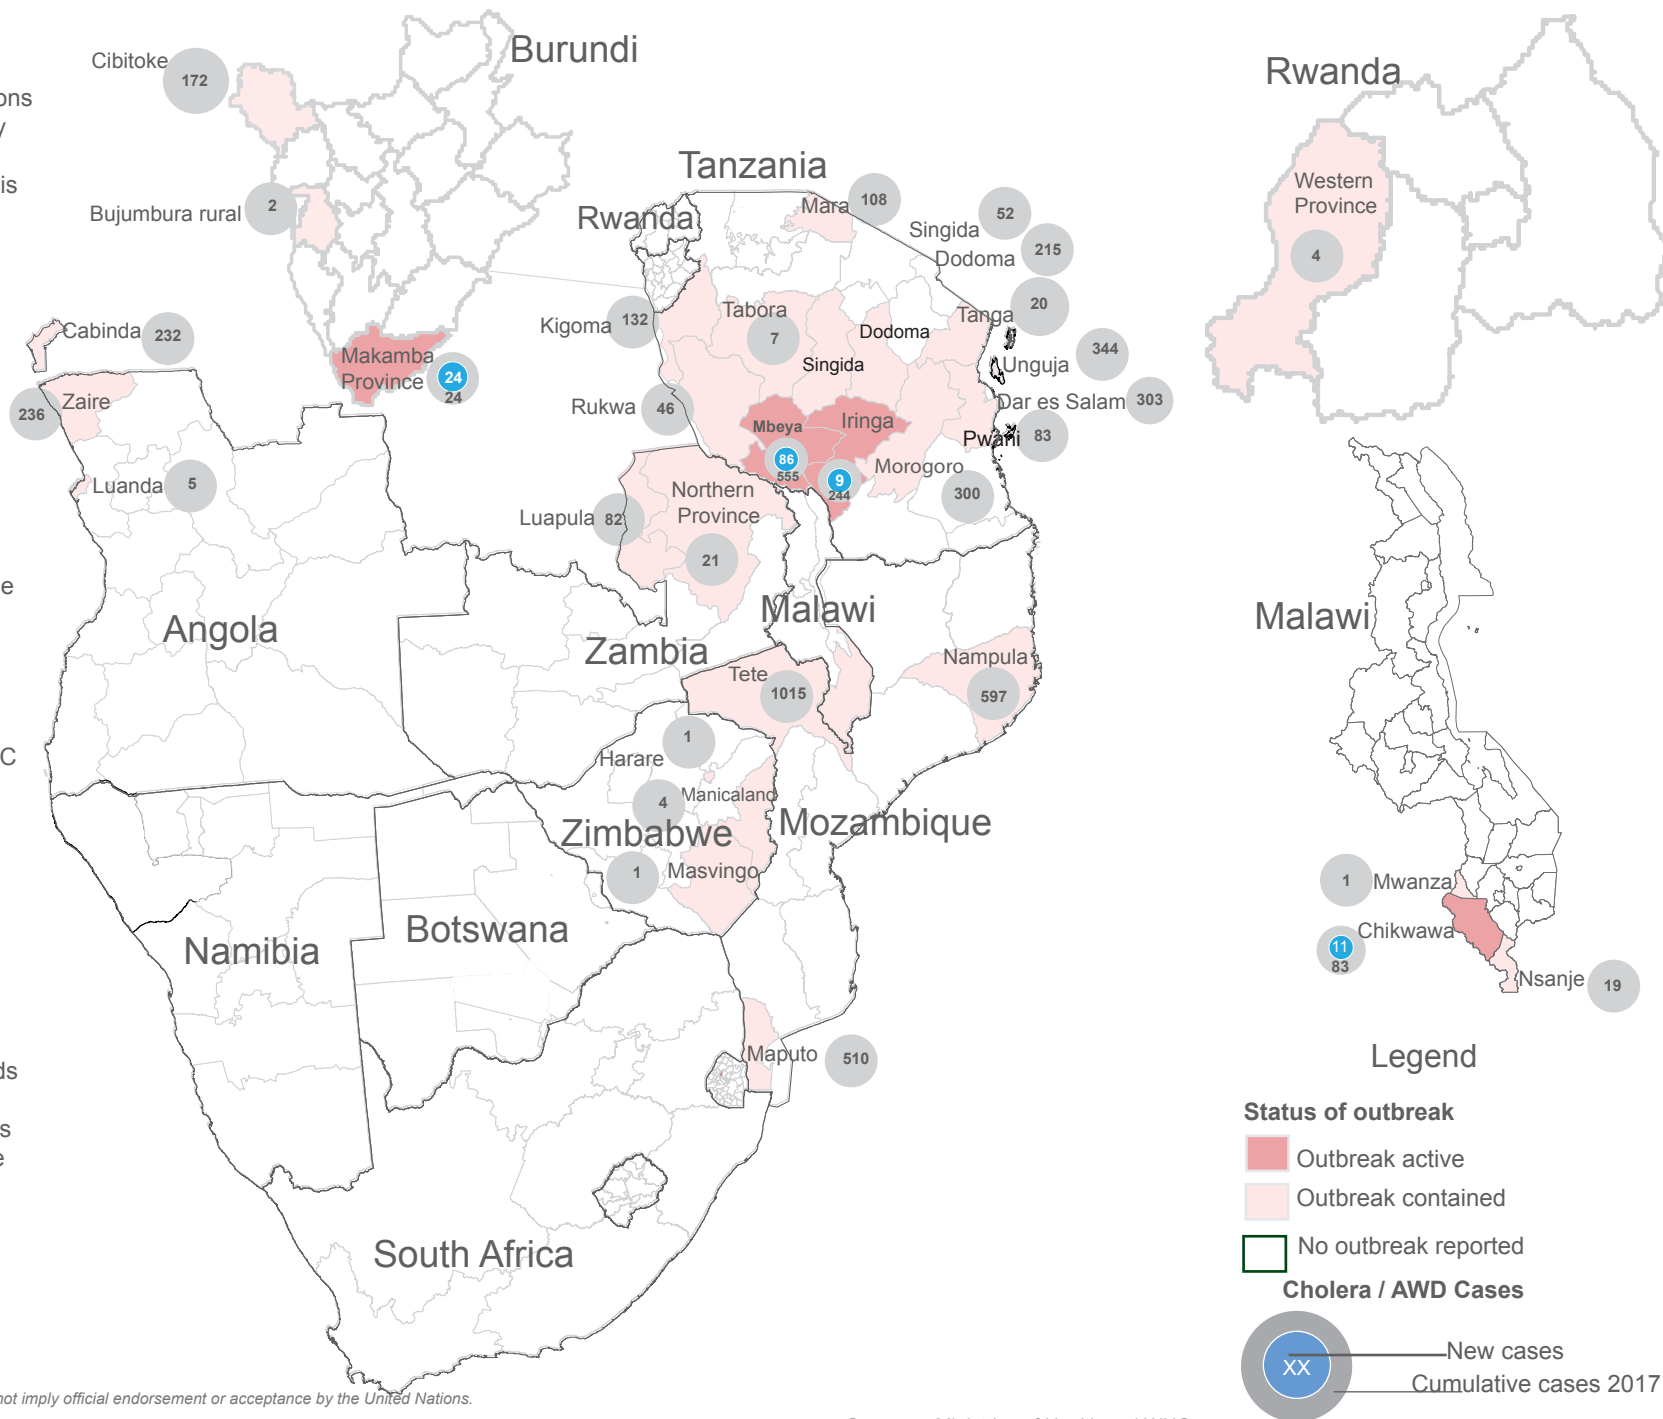 Burundi
Cibitoke
172
Bujumbura rural
2
Makamba
Province
24
24
ons
y
is
e
C
ds
s
e
Tanzania
Rwanda
Mara
108
Singida
52
Dodoma
215
Tanga
20
Unguja
344
Dar es Salam
303
Pwani
83
Kigoma
132
Tabora
7
Dodoma
Singida
Rukwa
46
Mbeya
86
555
Iringa
9
244
Morogoro
300
Cabinda
232
Zaire
236
Luanda
5
Angola
Luapula
82
Northern
Province
21
Zambia
Malawi
Tete
1015
Nampula
597
Harare
1
Manicaland
4
Zimbabwe
Masvingo
1
Mozambique
Namibia
Botswana
Maputo
510
South Africa
Rwanda
Western
Province
4
Malawi
Mwanza
1
Chikwawa
11
83
Nsanje
19
Legend
Status of outbreak
Outbreak active
Outbreak contained
No outbreak reported
Cholera / AWD Cases
XX
New cases
Cumulative cases 2017
not imply official endorsement or acceptance by the United Nations.